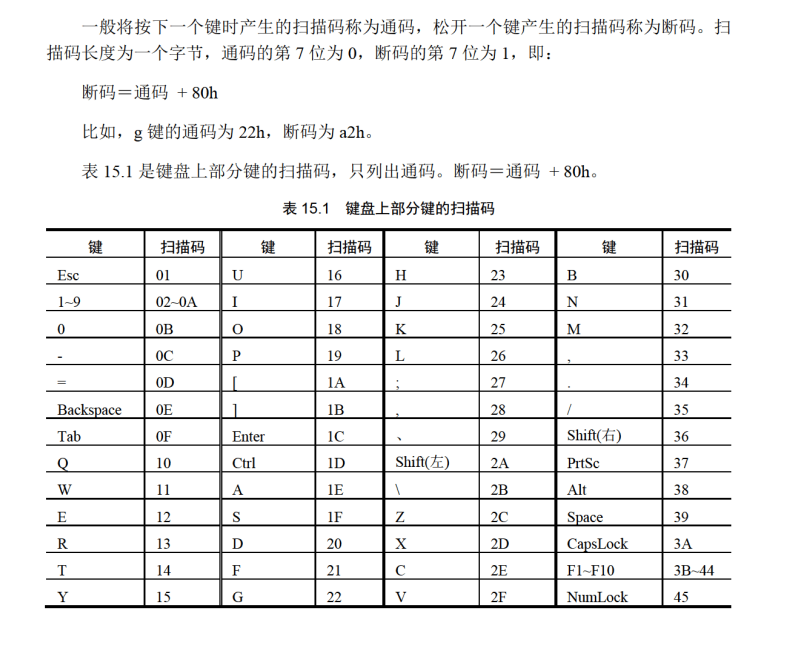 一般将按下一个键时产生的扫描码称为通码，松开一个键产生的扫描码称为断码。扫
描码长度为一个字节，通码的第 7 位为 0，断码的第 7 位为 1，即：
断码＝通码 + 80h
比如，g 键的通码为 22h，断码为 a2h。
表 15.1 是键盘上部分键的扫描码，只列出通码。断码＝通码 + 80h。
表 15.1 键盘上部分键的扫描码
键 扫描码 键 扫描码 键 扫描码 键 扫描码
Esc 01 U 16 H 23 B 30
1~9 02~0A I 17 J 24 N 31
0 0B O 18 K 25 M 32
- 0C P 19 L 26 , 33
= 0D [ 1A ; 27 . 34
Backspace 0E ] 1B , 28 / 35
Tab 0F Enter 1C 、 29 Shift(右) 36
Q 10 Ctrl 1D Shift(左) 2A PrtSc 37
W 11 A 1E \ 2B Alt 38
E 12 S 1F Z 2C Space 39
R 13 D 20 X 2D CapsLock 3A
T 14 F 21 C 2E F1~F10 3B~44
Y 15 G 22 V 2F NumLock 45